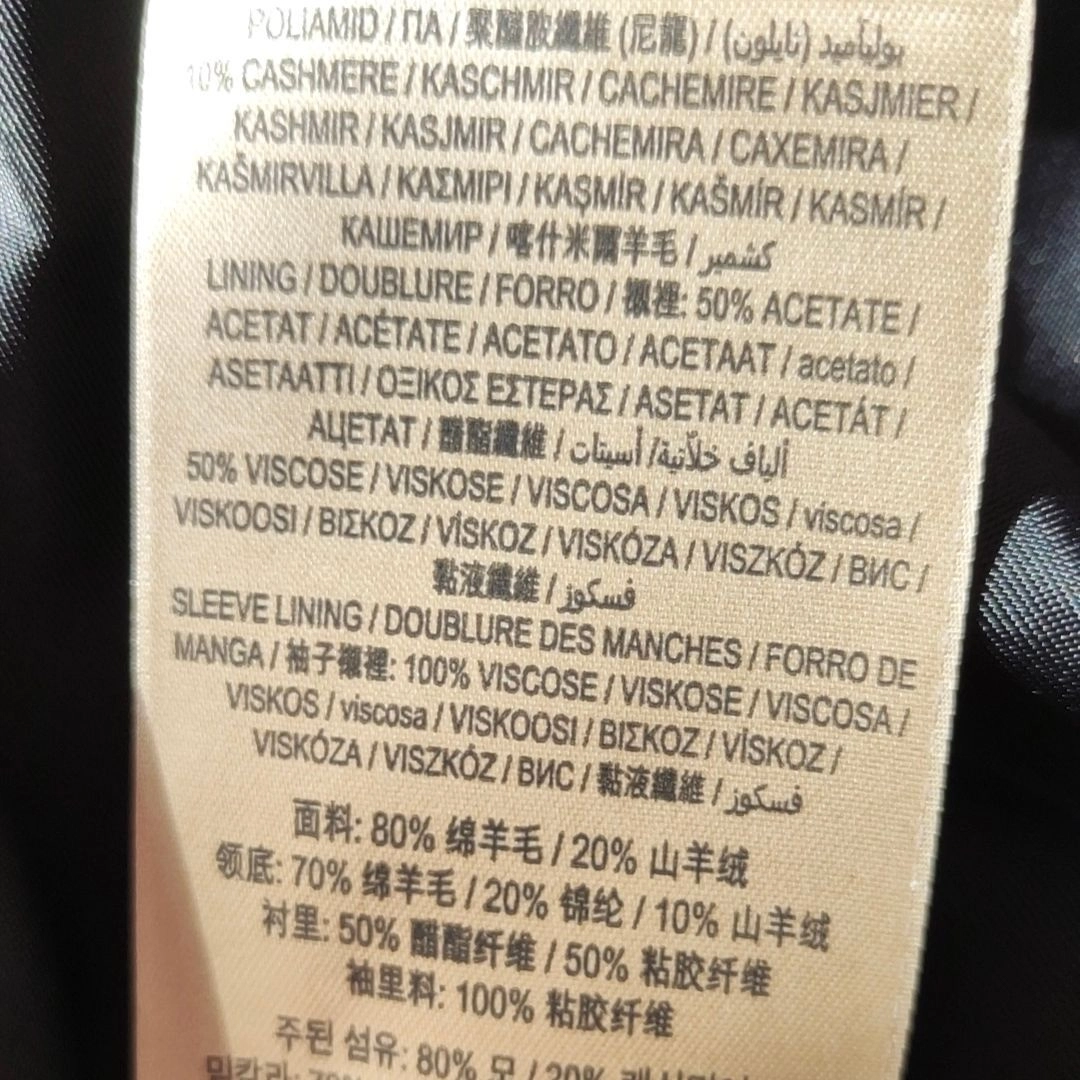 POLIAMID / ПА / 聚醯胺纖維 (尼龍) / بولياميد (نايلون)
10% CASHMERE / KASCHMIR / CACHEMIRE / KASJMIER /
KASHMIR / KASJMIR / CACHEMIRA / CAXEMIRA /
KAŠMIRVILLA / ΚΑΣΜΙΡΙ / KAŞMİR / KAŠMÍR / KASMÍR /
КАШЕМИР / 喀什米爾羊毛 / كشمير
LINING / DOUBLURE / FORRO / 襯裡: 50% ACETATE /
ACETAT / ACÉTATE / ACETATO / ACETAAT / acetato /
ASETAATTI / ΟΞΙΚΟΣ ΕΣΤΕΡΑΣ / ASETAT / ACETÁT /
АЦЕТАТ / 醋酯纖維 / ألياف خلّاتية/ أسيتات
50% VISCOSE / VISKOSE / VISCOSA / VISKOS / viscosa /
VISKOOSI / ΒΙΣΚΟΖ / VİSKOZ / VISKÓZA / VISZKÓZ / ВИС /
黏液纖維 / فسكوز
SLEEVE LINING / DOUBLURE DES MANCHES / FORRO DE
MANGA / 袖子襯裡: 100% VISCOSE / VISKOSE / VISCOSA /
VISKOS / viscosa / VISKOOSI / ΒΙΣΚΟΖ / VİSKOZ /
VISKÓZA / VISZKÓZ / ВИС / 黏液纖維 / فسكوز
面料: 80% 绵羊毛 / 20% 山羊绒
领底: 70% 绵羊毛 / 20% 锦纶 / 10% 山羊绒
衬里: 50% 醋酯纤维 / 50% 粘胶纤维
袖里料: 100% 粘胶纤维
주된 섬유: 80% 모 / 20%
밑칼라: 70%